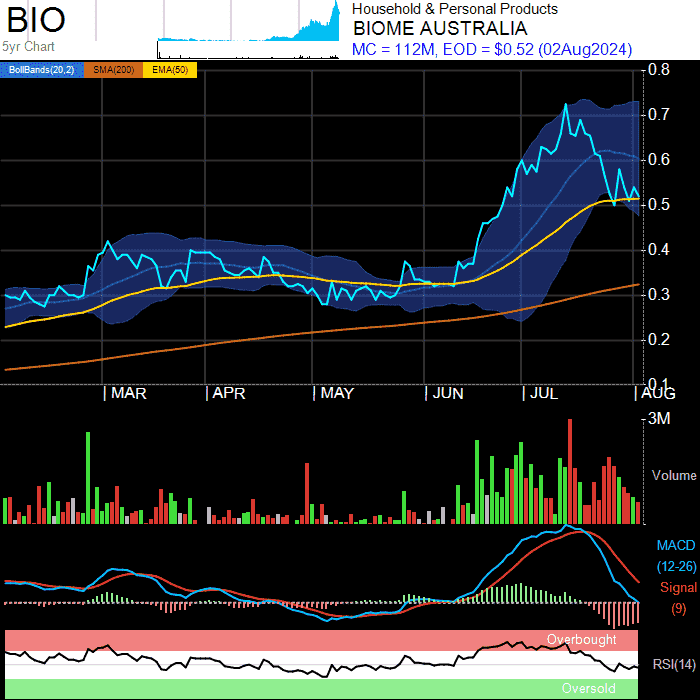 BIO
5yr Chart
Household & Personal Products
BIOME AUSTRALIA
MC = 112M, EOD = $0.52 (02Aug2024)
BollBands(20,2) SMA(200) EMA(50)
0.8
0.7
0.6
0.5
0.4
0.3
0.2
0.1
MAR APR MAY JUN JUL AUG
3M
Volume
MACD
(12-26)
Signal
(9)
Overbought
RSI(14)
Oversold